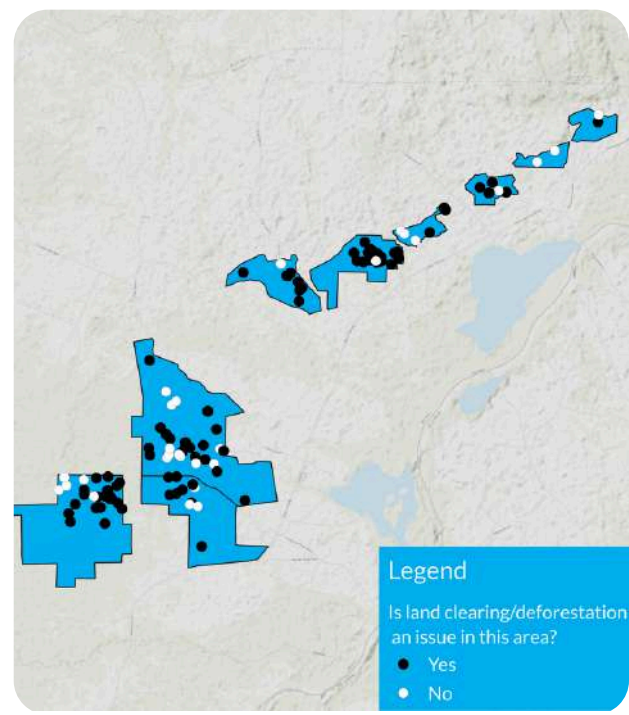 Legend
Is land clearing/deforestation
an issue in this area?
Yes
No